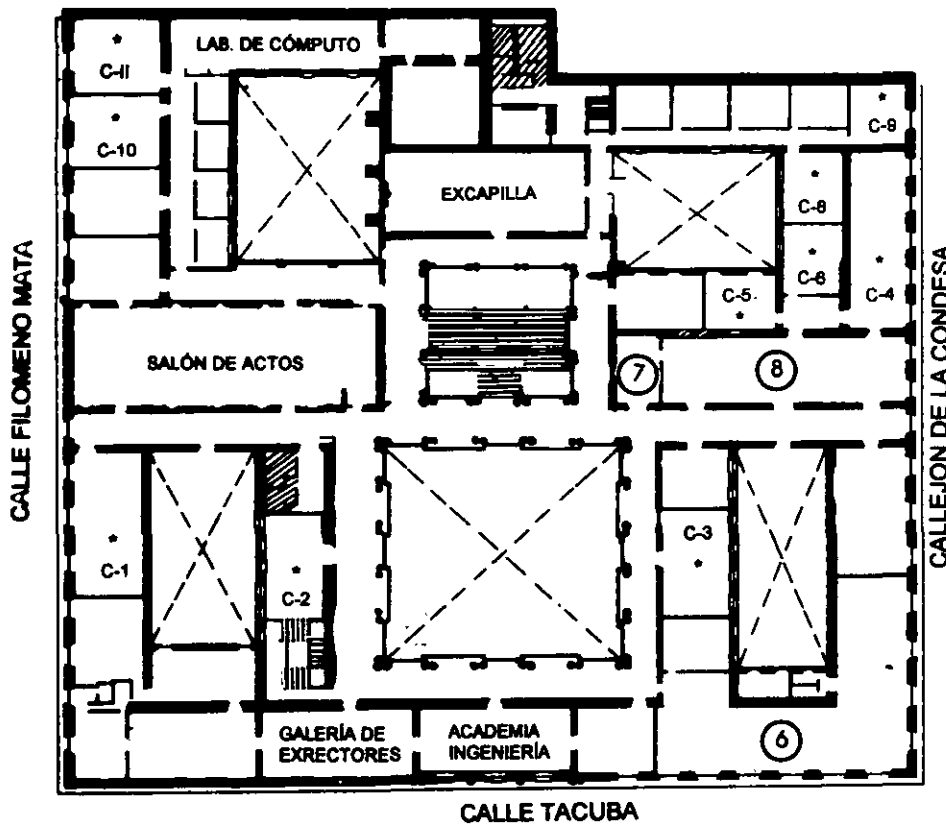 LAB. DE CÓMPUTO
*
C-11
*
C-10
*
C-9
EXCAPILLA
*
C-8
*
C-6
*
C-4
C-5
*
SALÓN DE ACTOS
7
8
CALLE FILOMENO MATA
CALLEJON DE LA CONDESA
*
C-1
*
C-2
C-3
*
GALERÍA DE
EXRECTORES
ACADEMIA
INGENIERÍA
6
CALLE TACUBA